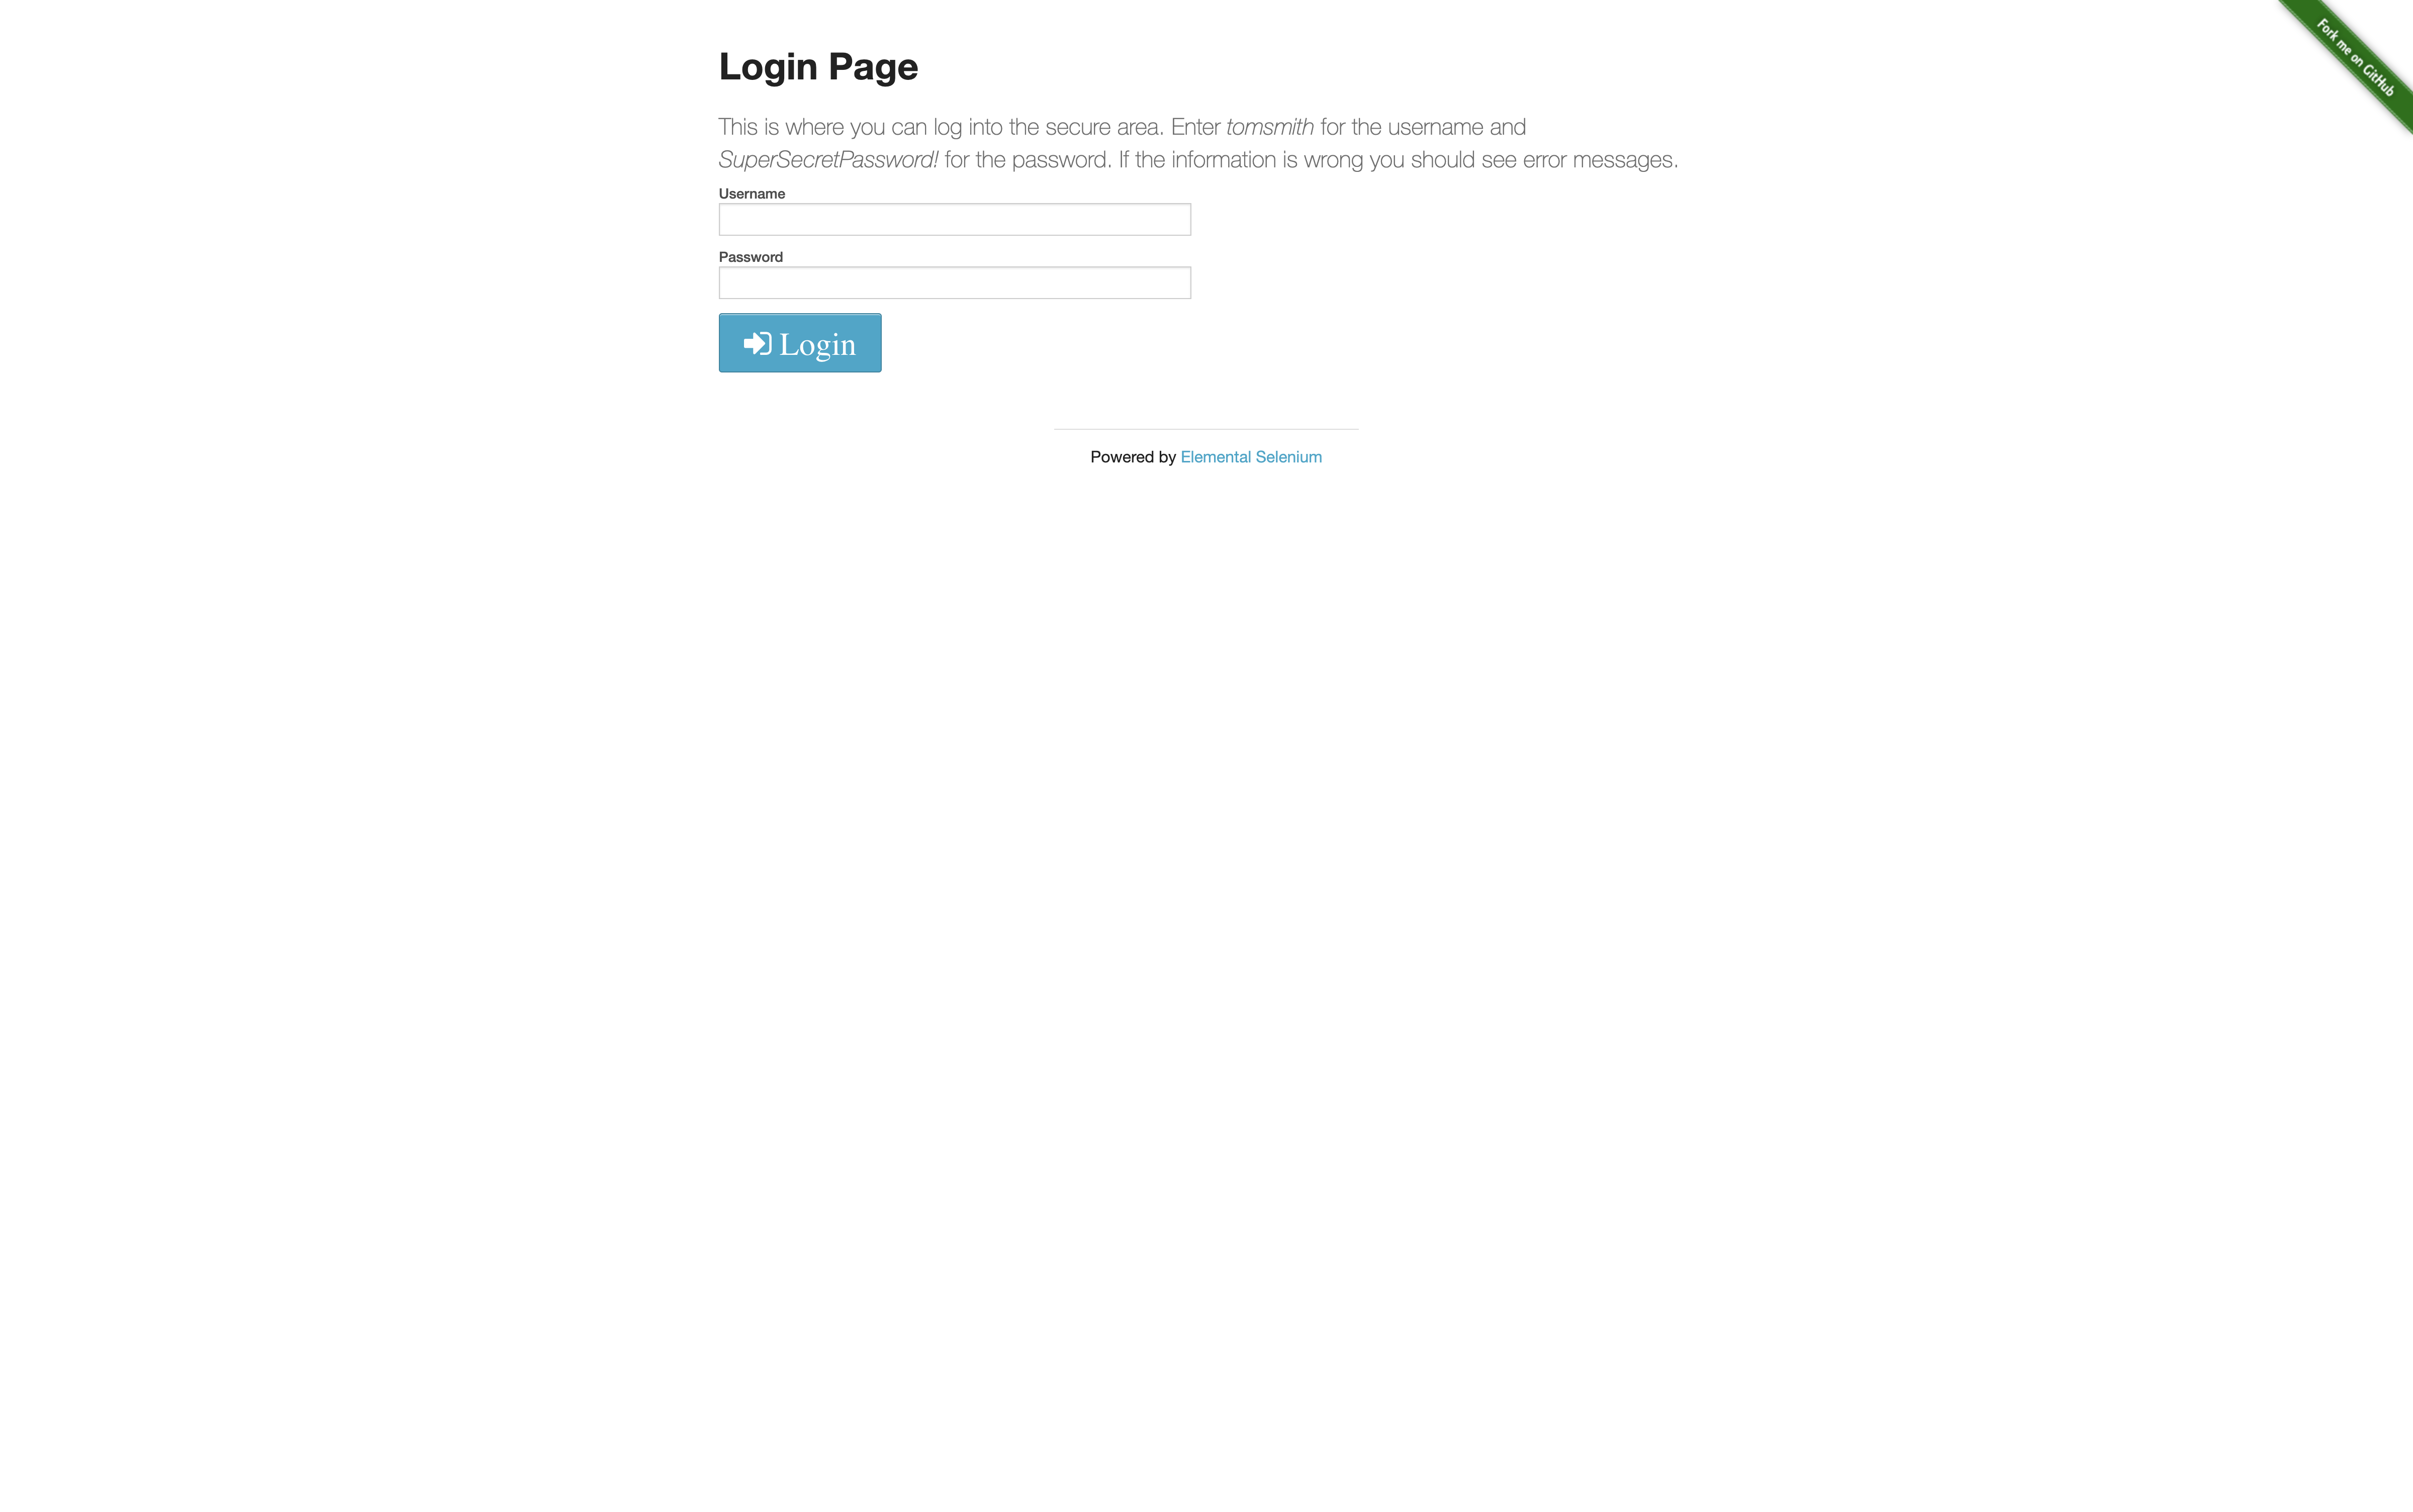 Fork me on GitHub
Login Page
This is where you can log into the secure area. Enter tomsmith for the username and
SuperSecretPassword! for the password. If the information is wrong you should see error messages.
Username
Password
Login
Powered by Elemental Selenium